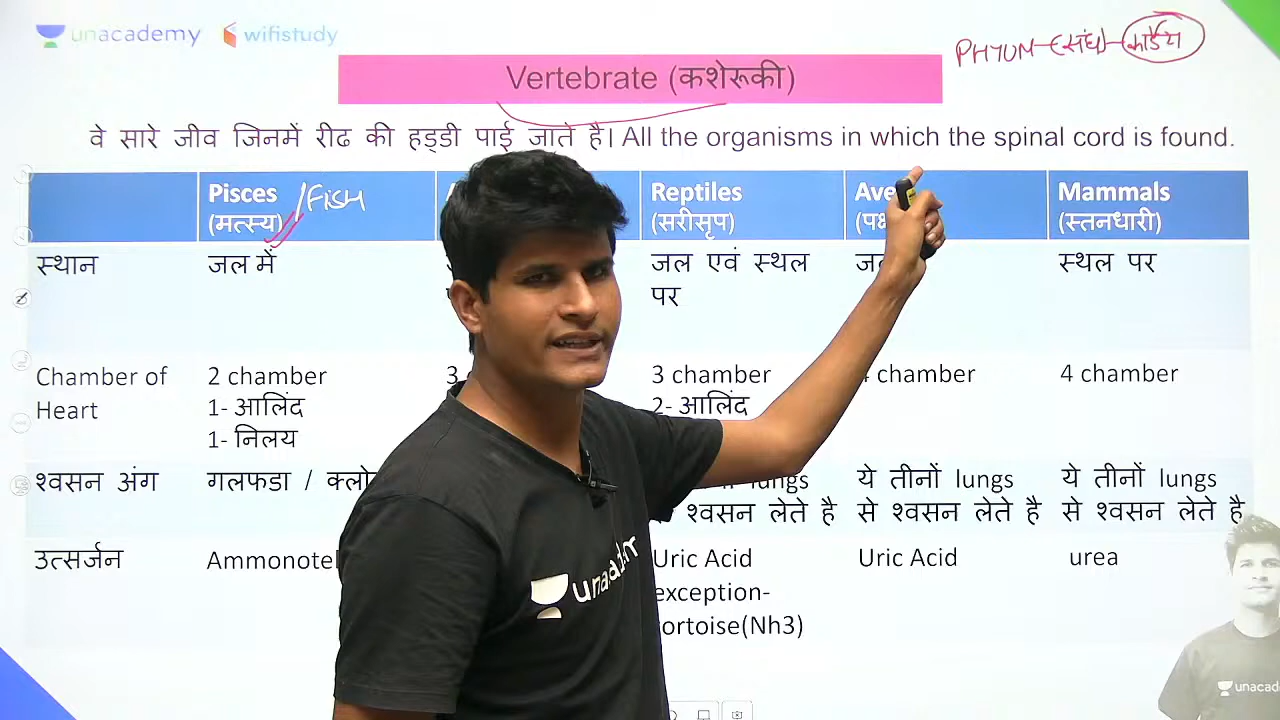 unacademy wifistudy
PHYUM-(संघ)-कार्डेय
Vertebrate (कशेरूकी)
वे सारे जीव जिनमें रीढ की हड्डी पाई जाते है। All the organisms in which the spinal cord is found.
Pisces /FISH Reptiles Mammals
(मत्स्य) (सरीसृप) (स्तनधारी)
स्थान जल में जल एवं स्थल स्थल पर
पर
Chamber of 2 chamber 3 chamber chamber 4 chamber
Heart 1- आलिंद 2- आलिंद
1- निलय
श्वसन अंग गलफडा / lungs ये तीनों lungs ये तीनों lungs
श्वसन लेते है से श्वसन लेते है से श्वसन लेते है
उत्सर्जन Uric Acid Uric Acid urea
exception-
unacademy